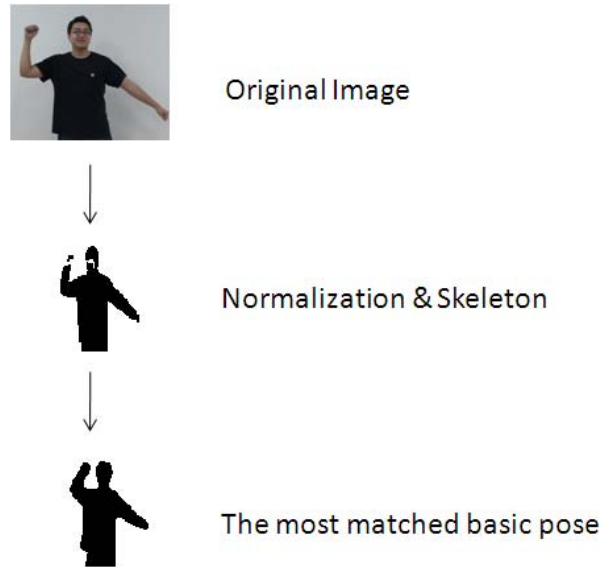 Original Image
Normalization & Skeleton
The most matched basic pose